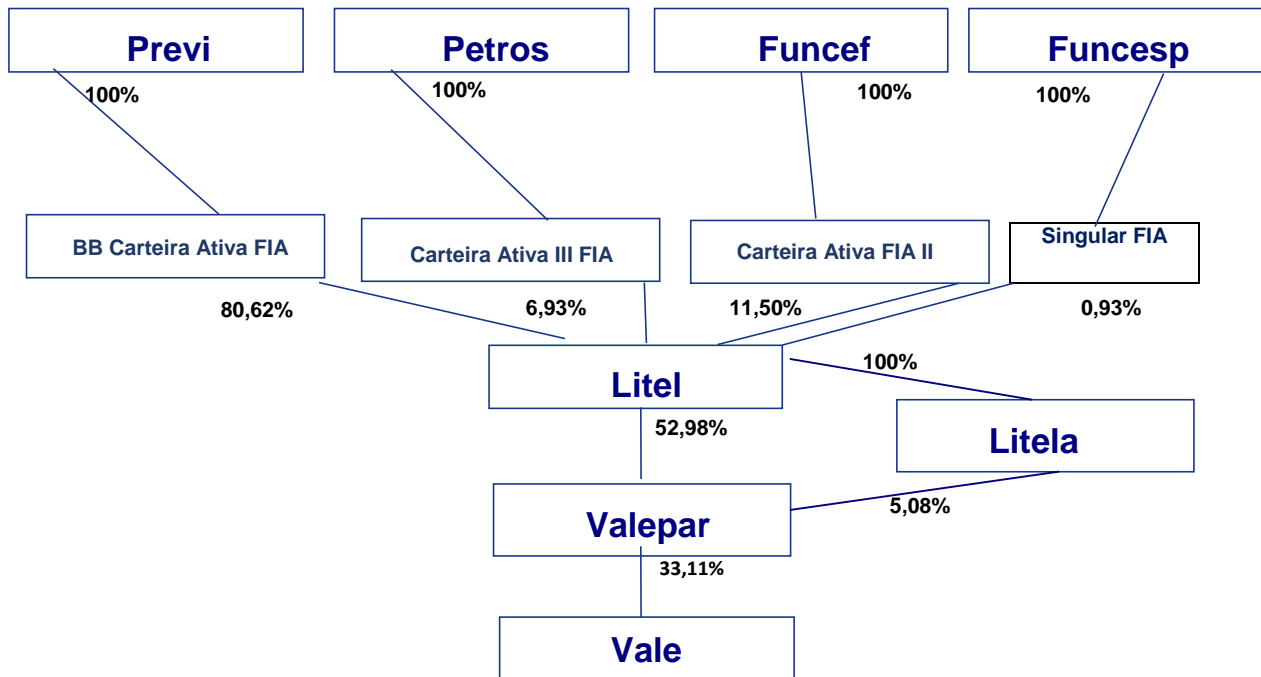 Previ
Petros
Funcef
Funcesp
100%
100%
100%
100%
BB Carteira Ativa FIA
Carteira Ativa III FIA
Carteira Ativa FIA II
Singular FIA
80,62%
6,93%
11,50%
0,93%
Litel
100%
52,98%
Litela
Valepar
5,08%
33,11%
Vale